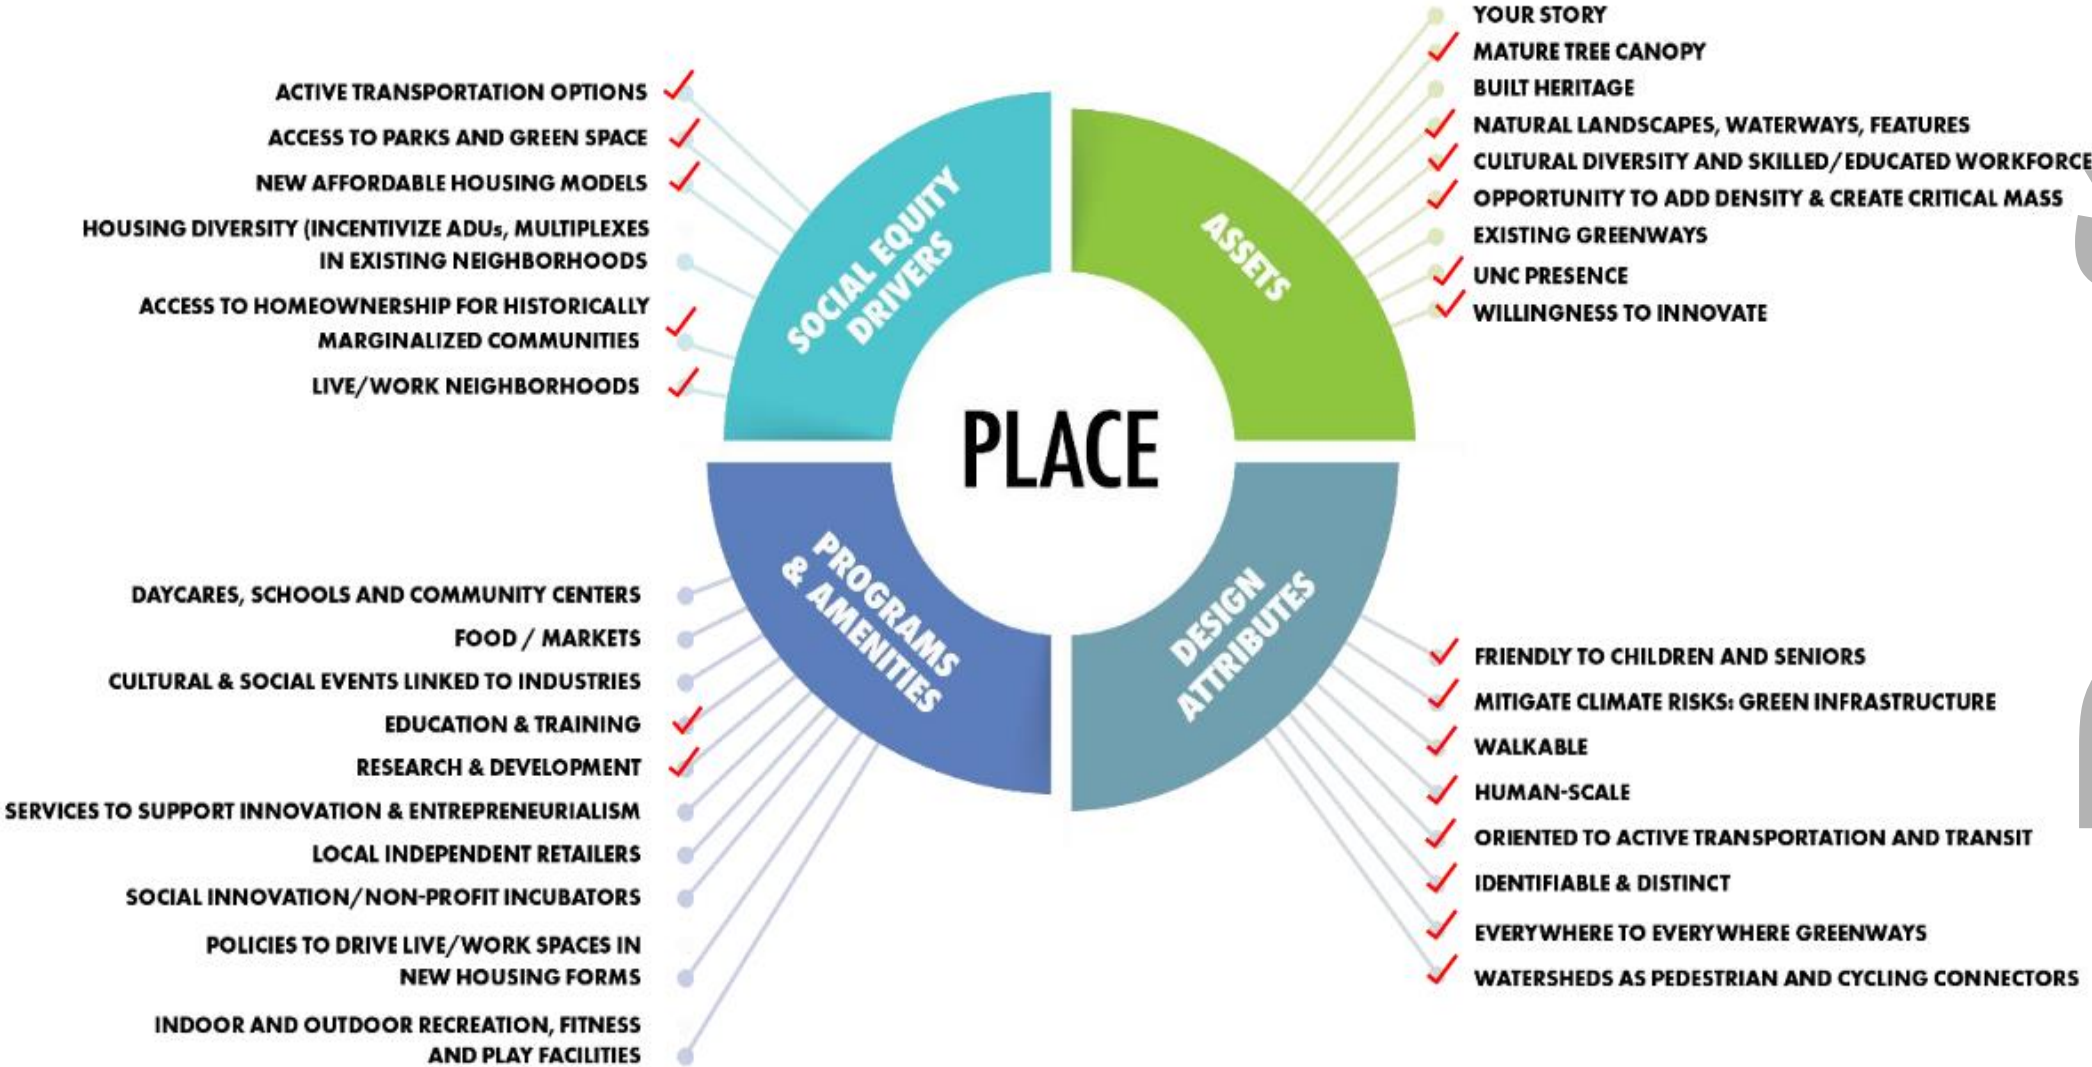 ACTIVE TRANSPORTATION OPTIONS
ACCESS TO PARKS AND GREEN SPACE
NEW AFFORDABLE HOUSING MODELS
HOUSING DIVERSITY (INCENTIVIZE ADUs, MULTIPLEXES
IN EXISTING NEIGHBORHOODS
ACCESS TO HOMEOWNERSHIP FOR HISTORICALLY
MARGINALIZED COMMUNITIES
LIVE/WORK NEIGHBORHOODS
SOCIAL EQUITY
DRIVERS
YOUR STORY
MATURE TREE CANOPY
BUILT HERITAGE
NATURAL LANDSCAPES, WATERWAYS, FEATURES
CULTURAL DIVERSITY AND SKILLED/EDUCATED WORKFORCE
OPPORTUNITY TO ADD DENSITY & CREATE CRITICAL MASS
EXISTING GREENWAYS
UNC PRESENCE
WILLINGNESS TO INNOVATE
ASSETS
PLACE
PROGRAMS
& AMENITIES
DAYCARES, SCHOOLS AND COMMUNITY CENTERS
FOOD / MARKETS
CULTURAL & SOCIAL EVENTS LINKED TO INDUSTRIES
EDUCATION & TRAINING
RESEARCH & DEVELOPMENT
SERVICES TO SUPPORT INNOVATION & ENTREPRENEURIALISM
LOCAL INDEPENDENT RETAILERS
SOCIAL INNOVATION/NON-PROFIT INCUBATORS
POLICIES TO DRIVE LIVE/WORK SPACES IN
NEW HOUSING FORMS
INDOOR AND OUTDOOR RECREATION, FITNESS
AND PLAY FACILITIES
DESIGN
ATTRIBUTES
FRIENDLY TO CHILDREN AND SENIORS
MITIGATE CLIMATE RISKS: GREEN INFRASTRUCTURE
WALKABLE
HUMAN-SCALE
ORIENTED TO ACTIVE TRANSPORTATION AND TRANSIT
IDENTIFIABLE & DISTINCT
EVERYWHERE TO EVERYWHERE GREENWAYS
WATERSHEDS AS PEDESTRIAN AND CYCLING CONNECTORS